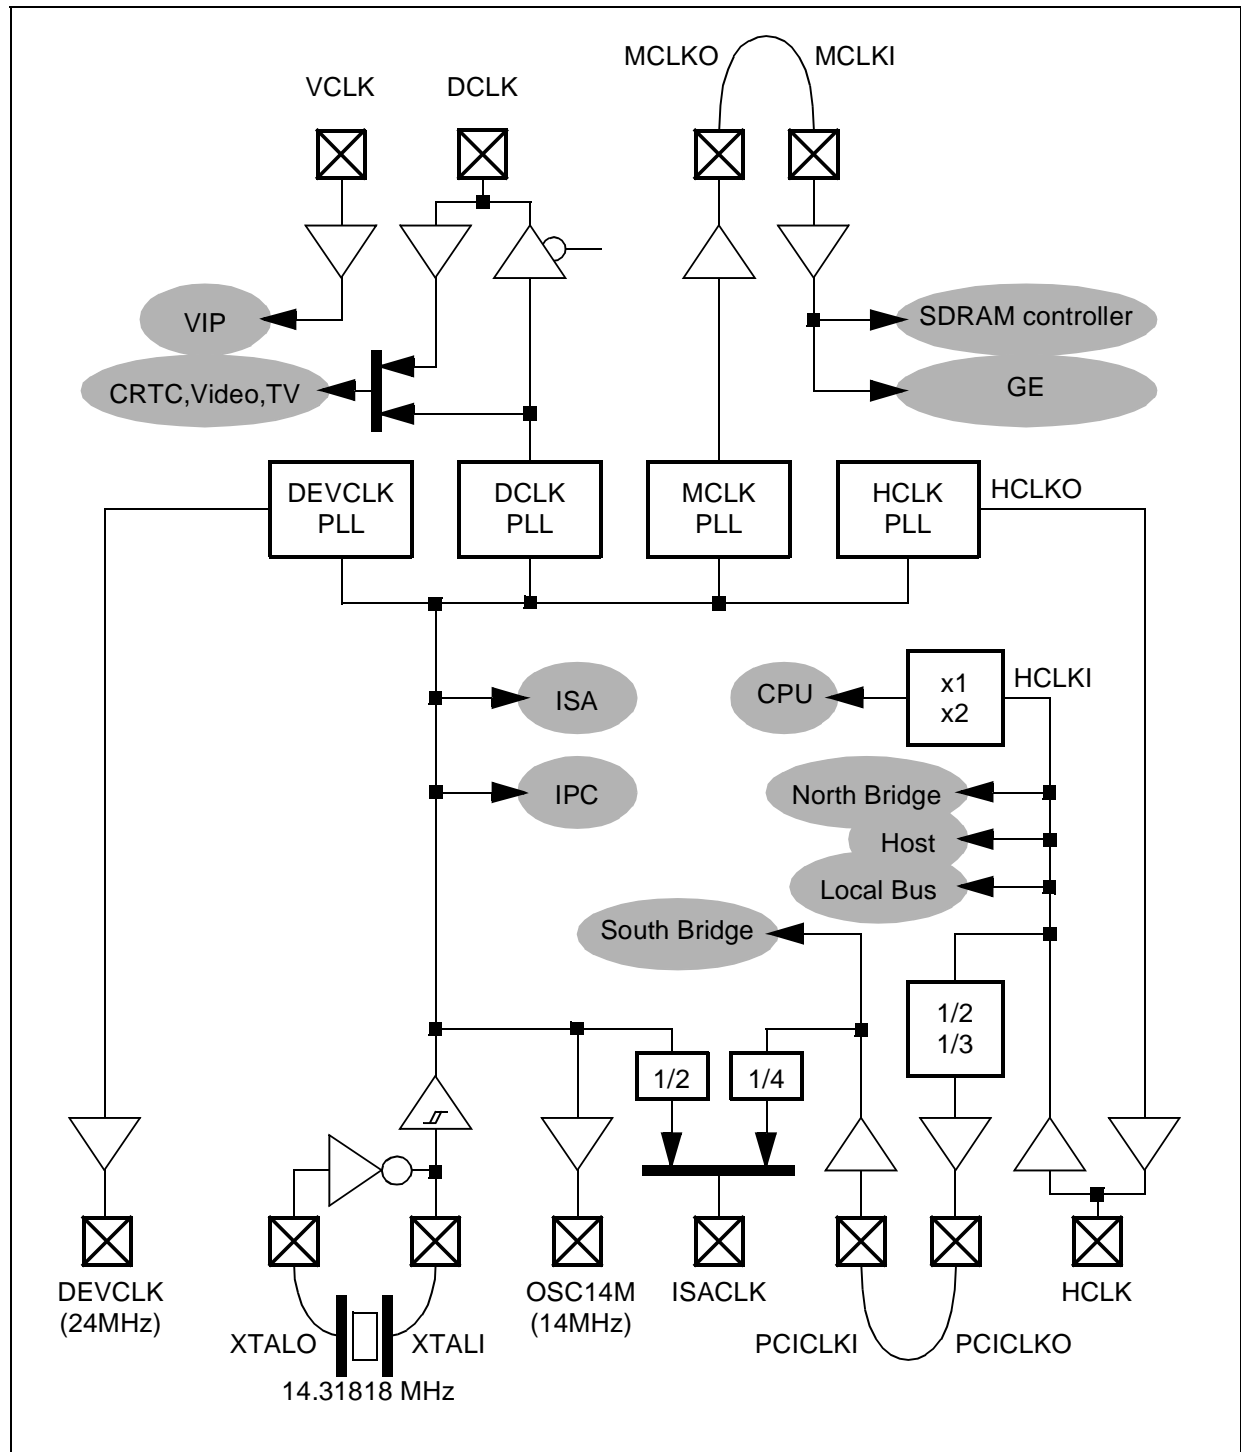 MCLKO
MCLKI
VCLK
DCLK
VIP
SDRAM controller
CRTC,Video,TV
GE
DEVCLK
PLL
DCLK
PLL
MCLK
PLL
HCLK
PLL
HCLKO
ISA
CPU
x1
x2
HCLKI
IPC
North Bridge
Host
Local Bus
South Bridge
1/2
1/3
1/2
1/4
DEVCLK
(24MHz)
OSC14M
(14MHz)
ISACLK
HCLK
XTALO
XTALI
PCICLKI
PCICLKO
14.31818 MHz